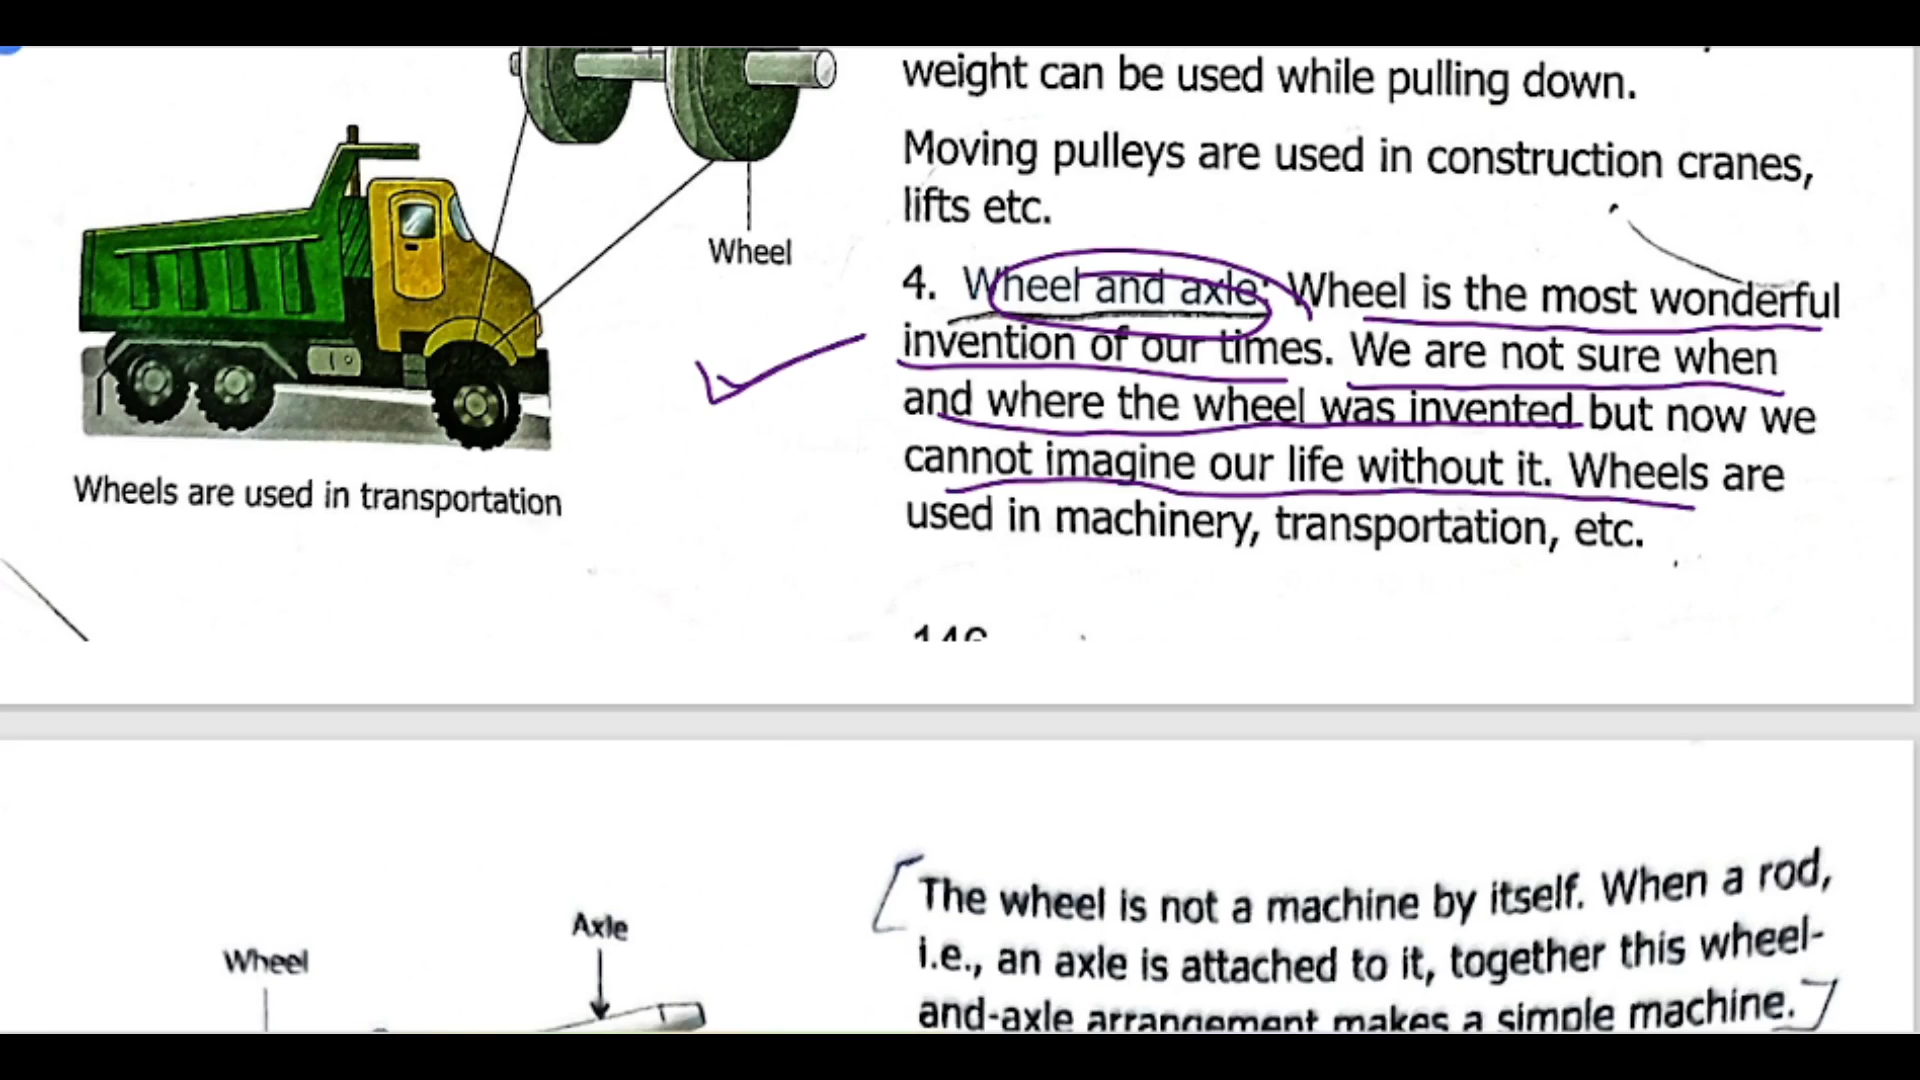 weight can be used while pulling down.
Moving pulleys are used in construction cranes,
lifts etc.
Wheel
4. Wheel and axle: Wheel is the most wonderful
invention of our times. We are not sure when
and where the wheel was invented but now we
cannot imagine our life without it. Wheels are
used in machinery, transportation, etc.
Wheels are used in transportation
146
Axle
Wheel
The wheel is not a machine by itself. When a rod,
i.e., an axle is attached to it, together this wheel-
and-axle arrangement makes a simple machine.